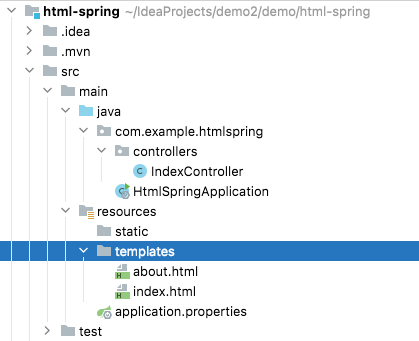 html-spring ~/IdeaProjects/demo2/demo/html-spring
.idea
.mvn
src
main
java
com.example.htmlspring
controllers
C IndexController
C HtmlSpringApplication
resources
static
templates
H about.html
H index.html
application.properties
test